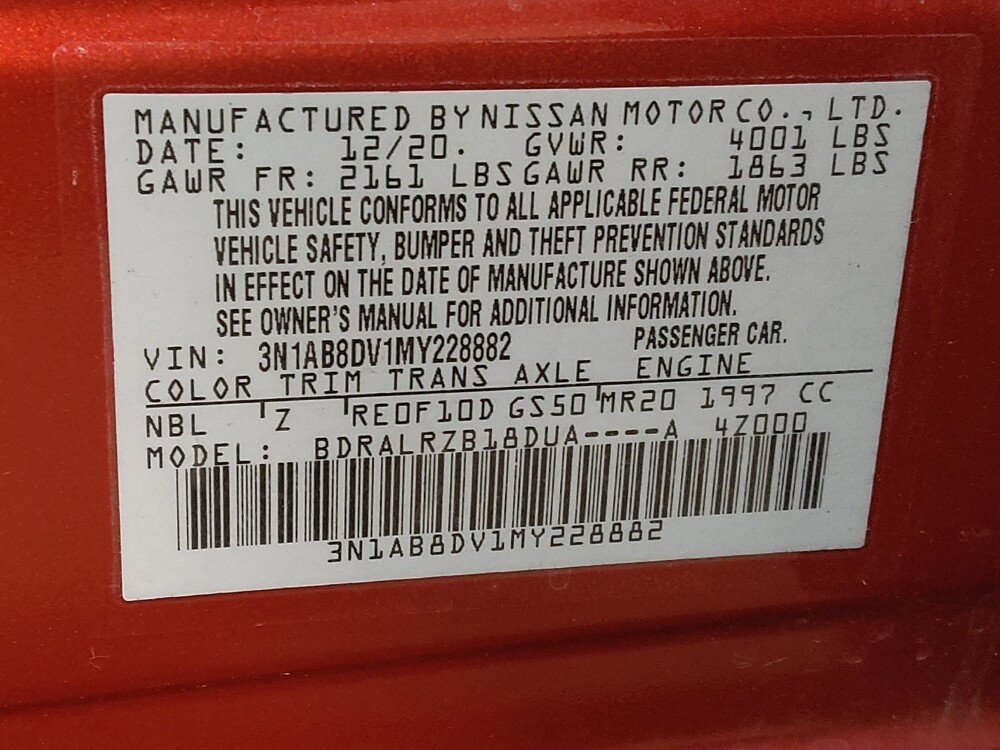 MANUFACTURED BY NISSAN MOTOR CO., LTD.
DATE: 12/20. GVWR: 4001 LBS
GAWR FR: 2161 LBS GAWR RR: 1863 LBS
THIS VEHICLE CONFORMS TO ALL APPLICABLE FEDERAL MOTOR
VEHICLE SAFETY, BUMPER AND THEFT PREVENTION STANDARDS
IN EFFECT ON THE DATE OF MANUFACTURE SHOWN ABOVE.
SEE OWNER'S MANUAL FOR ADDITIONAL INFORMATION.
VIN: 3N1AB8DV1MY228882 PASSENGER CAR.
COLOR TRIM TRANS AXLE ENGINE
NBL Z RE0F10D GS50 MR20 1997 CC
MODEL: BDRALRZB18DUA----A 4Z000
3N1AB8DV1MY228882